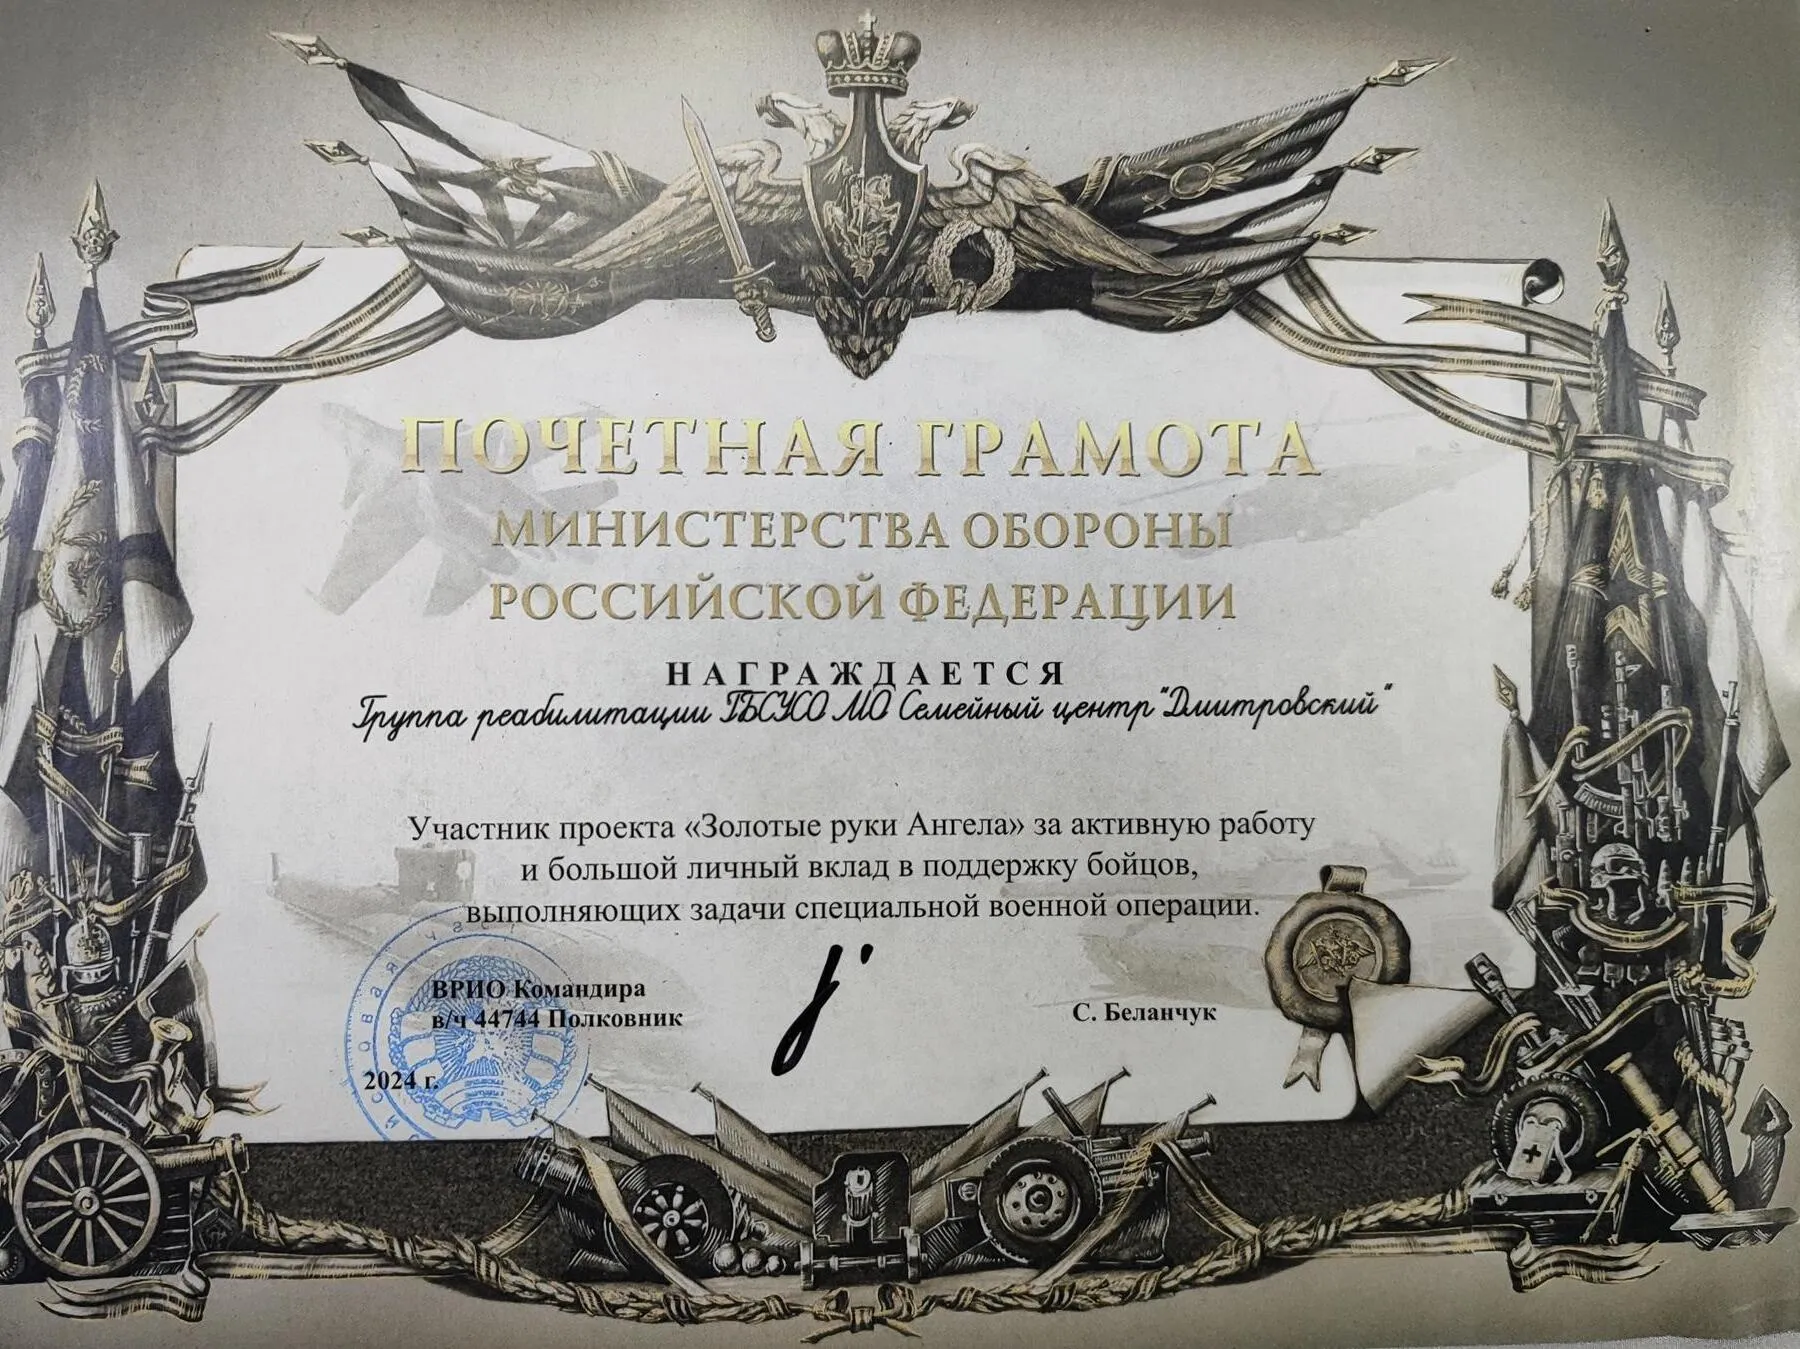 ПОЧЕТНАЯ ГРАМОТА
МИНИСТЕРСТВА ОБОРОНЫ
РОССИЙСКОЙ ФЕДЕРАЦИИ
НАГРАЖДАЕТСЯ
Группа реабилитации ГБСУСО МО Семейный центр "Дмитровский"
Участник проекта «Золотые руки Ангела» за активную работу
и большой личный вклад в поддержку бойцов,
выполняющих задачи специальной военной операции.
ВРИО Командира
в/ч 44744 Полковник
С. Беланчук
2024 г.